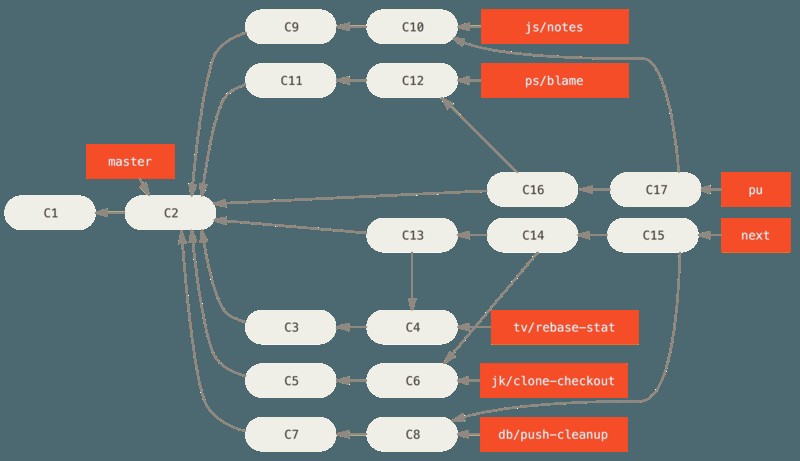 C9
C10
js/notes
C11
C12
ps/blame
master
C16
C17
pu
C1
C2
C13
C14
C15
next
C3
C4
tv/rebase-stat
C5
C6
jk/clone-checkout
C7
C8
db/push-cleanup